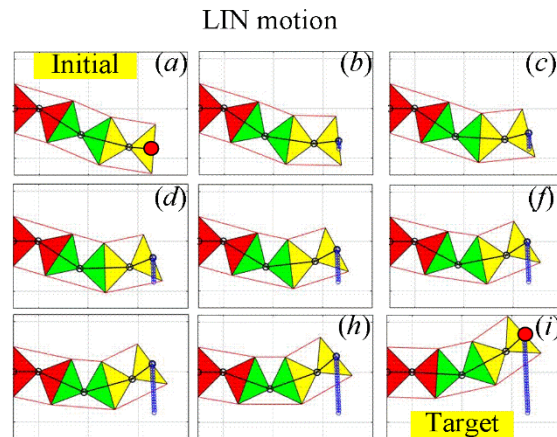 LIN motion
Initial (a)
(b)
(c)
(d)
(f)
(h)
(i)
Target